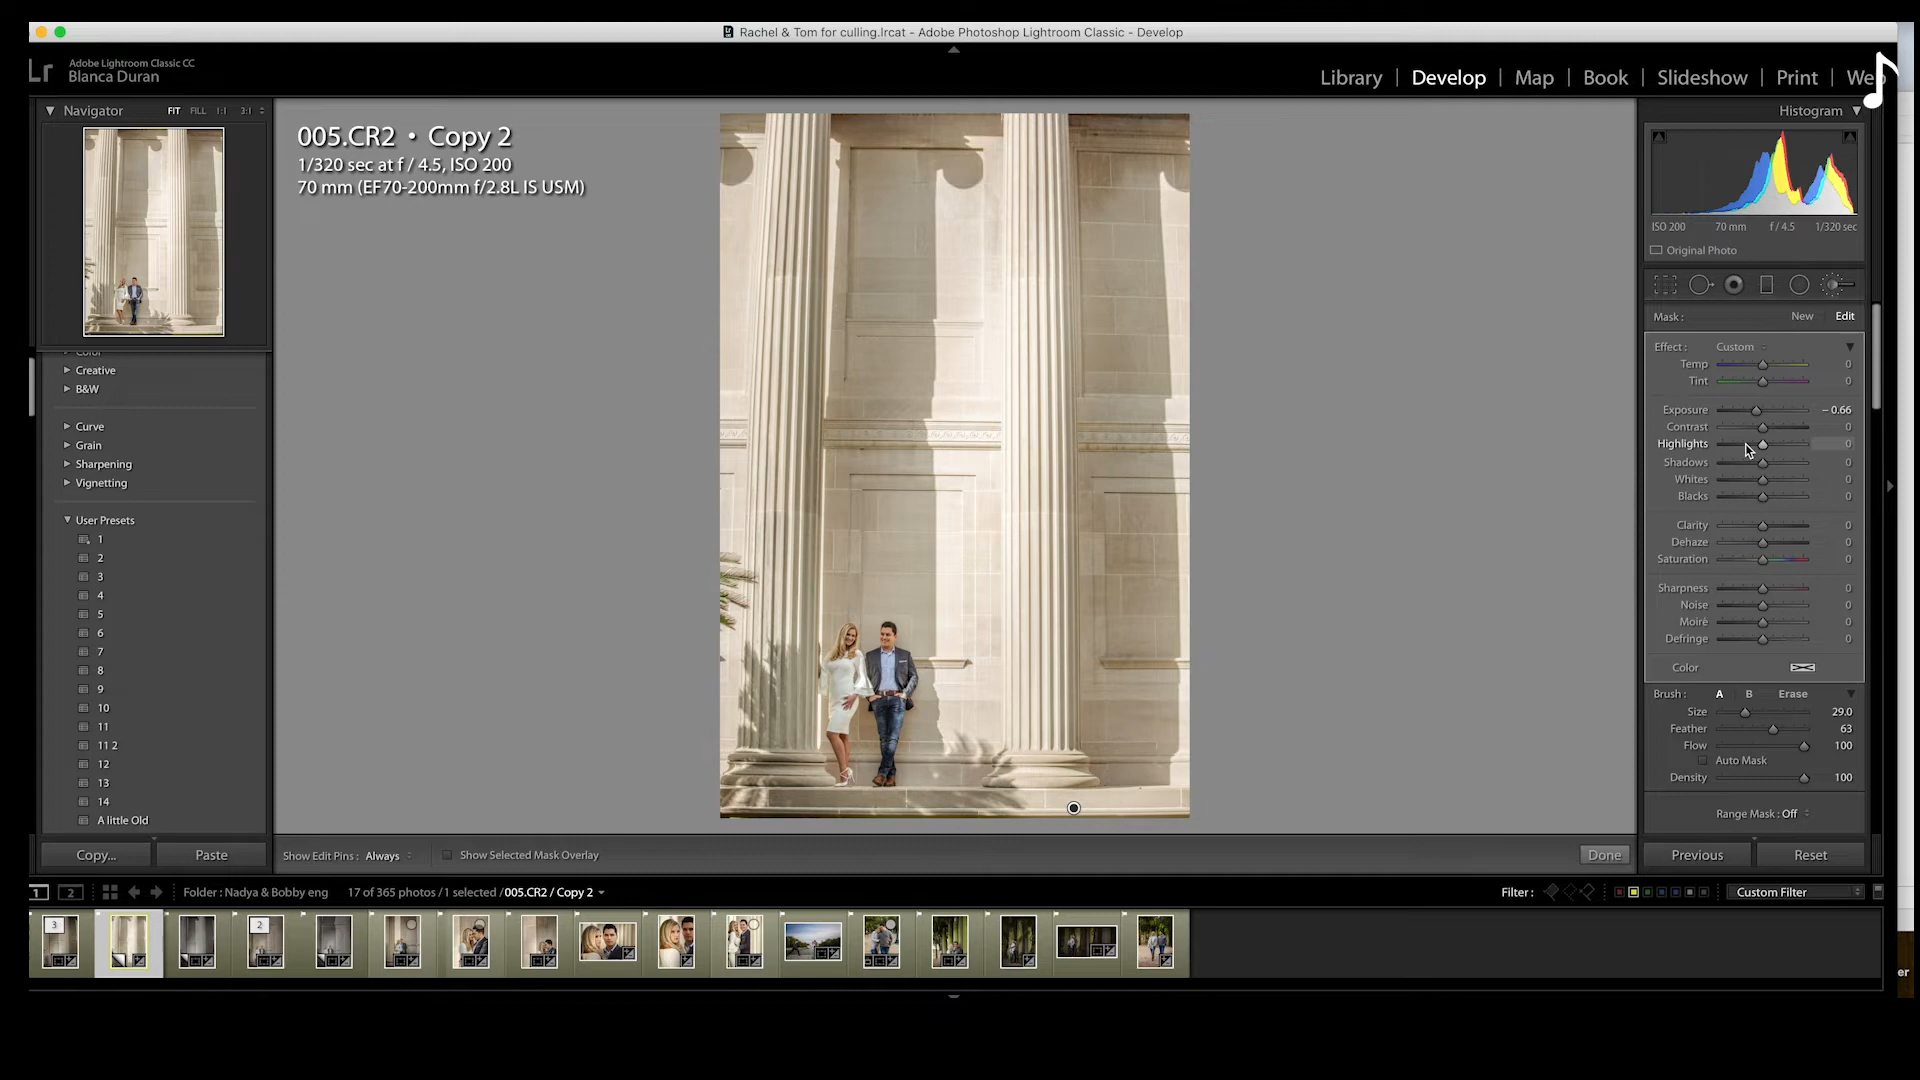 Rachel & Tom for culling.lrcat - Adobe Photoshop Lightroom Classic - Develop
Lr
Adobe Lightroom Classic CC
Blanca Duran
Library | Develop | Map | Book | Slideshow | Print |
Navigator FIT FILL 1:1 3:1
Histogram
005.CR2 • Copy 2
1/320 sec at f / 4.5, ISO 200
70 mm (EF70-200mm f/2.8L IS USM)
ISO 200 70 mm f / 4.5 1/320 sec
Original Photo
Mask : New Edit
Effect : Custom
Temp 0
Tint 0
Exposure – 0.66
Contrast 0
Highlights 0
Shadows 0
Whites 0
Blacks 0
Clarity 0
Dehaze 0
Saturation 0
Sharpness 0
Noise 0
Moiré 0
Defringe 0
Color
Brush : A B Erase
Size 29.0
Feather 63
Flow 100
Auto Mask
Density 100
Range Mask : Off
Previous Reset
Color
Creative
B&W
Curve
Grain
Sharpening
Vignetting
User Presets
1
2
3
4
5
6
7
8
9
10
11
11 2
12
13
14
A little Old
Copy... Paste
Show Edit Pins : Always Show Selected Mask Overlay Done
1 2 Folder : Nadya & Bobby eng 17 of 365 photos / 1 selected / 005.CR2 / Copy 2 Filter : Custom Filter
3
2
er